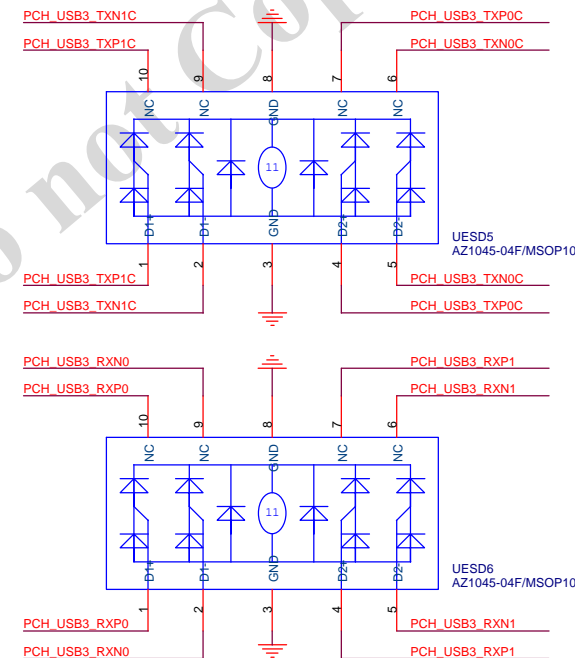 PCH_USB3_TXN1C
PCH_USB3_TXP0C
PCH_USB3_TXP1C
PCH_USB3_TXN0C
10 9 8 7 6
NC NC GND NC NC
11
D1+ D1- GND D2+ D2-
1 2 3 4 5
UESD5
AZ1045-04F/MSOP10
PCH_USB3_TXP1C
PCH_USB3_TXN0C
PCH_USB3_TXN1C
PCH_USB3_TXP0C
PCH_USB3_RXN0
PCH_USB3_RXP1
PCH_USB3_RXP0
PCH_USB3_RXN1
10 9 8 7 6
NC NC GND NC NC
11
D1+ D1- GND D2+ D2-
1 2 3 4 5
UESD6
AZ1045-04F/MSOP10
PCH_USB3_RXP0
PCH_USB3_RXN1
PCH_USB3_RXN0
PCH_USB3_RXP1
not Cop